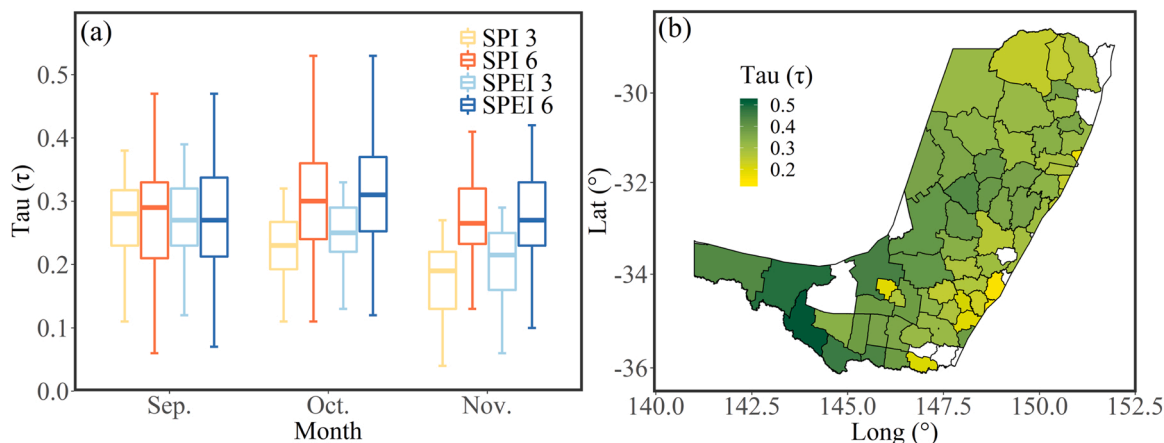 (a)
SPI 3
SPI 6
SPEI 3
SPEI 6
Tau (τ)
0.5
0.4
0.3
0.2
0.1
0.0
Sep.
Oct.
Nov.
Month
(b)
Tau (τ)
0.5
0.4
0.3
0.2
Lat (°)
-30
-32
-34
-36
140.0
142.5
145.0
147.5
150.0
152.5
Long (°)